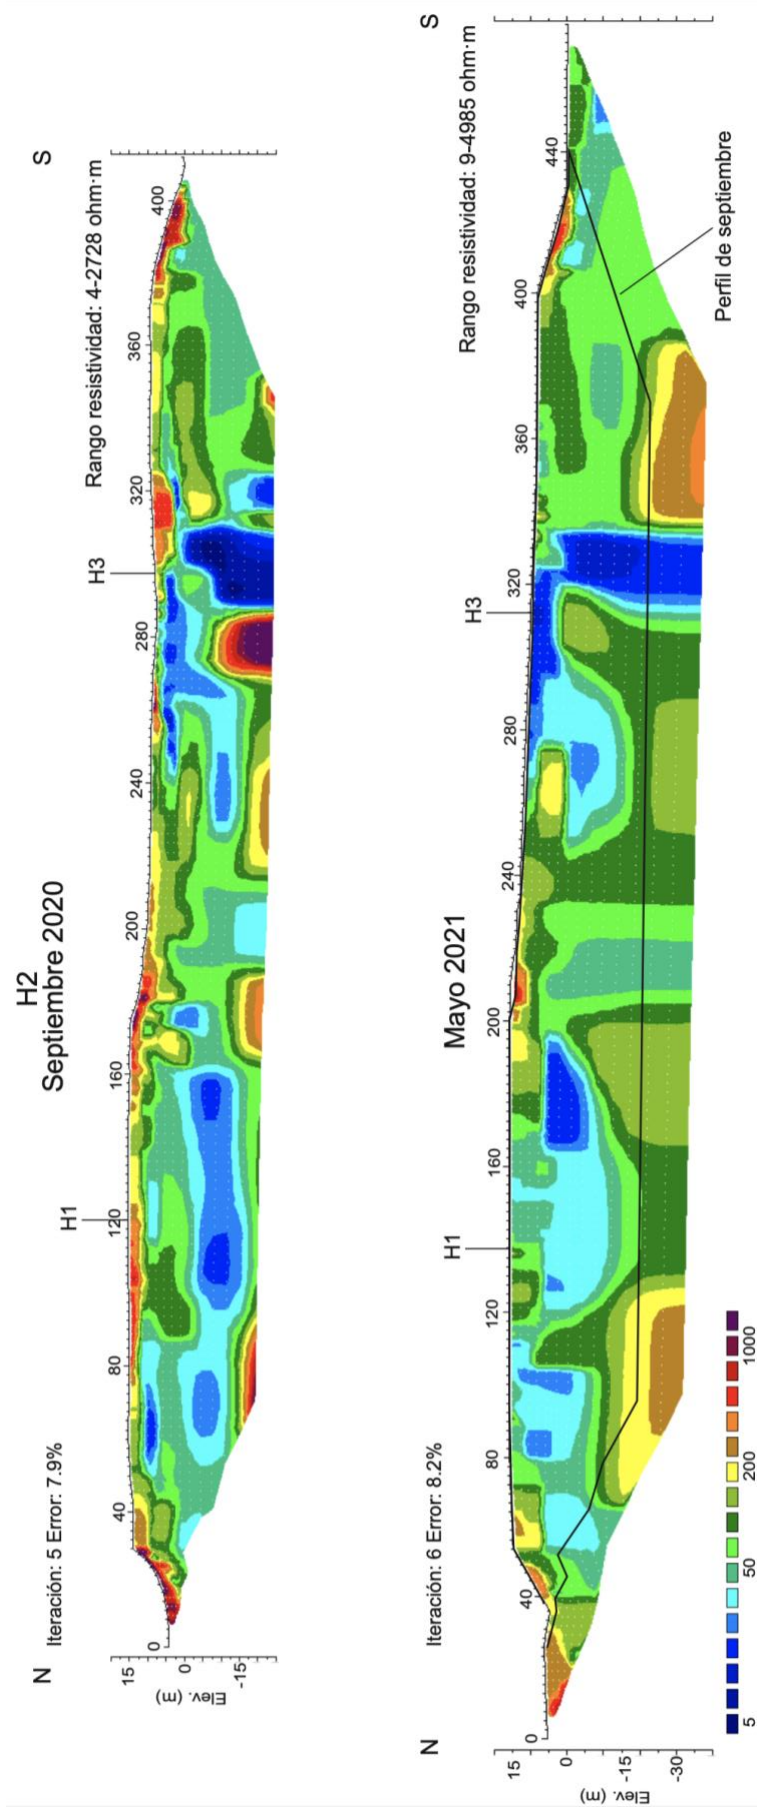 H2
Septiembre 2020
N
S
Iteración: 5 Error: 7.9%
Rango resistividad: 4-2728 ohm·m
H1
H3
0
40
80
120
160
200
240
280
320
360
400
15
0
-15
Elev. (m)
Mayo 2021
N
S
Iteración: 6 Error: 8.2%
Rango resistividad: 9-4985 ohm·m
H1
H3
0
40
80
120
160
200
240
280
320
360
400
440
15
0
-15
-30
Elev. (m)
Perfil de septiembre
5
50
200
1000